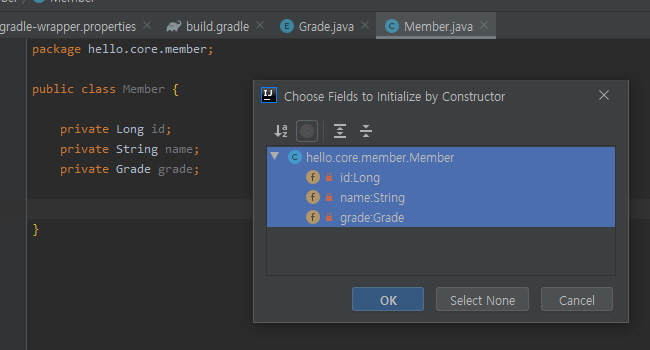 Member
gradle-wrapper.properties
build.gradle
Grade.java
Member.java
package hello.core.member;
public class Member {
private Long id;
private String name;
private Grade grade;
}
Choose Fields to Initialize by Constructor
hello.core.member.Member
id:Long
name:String
grade:Grade
OK
Select None
Cancel